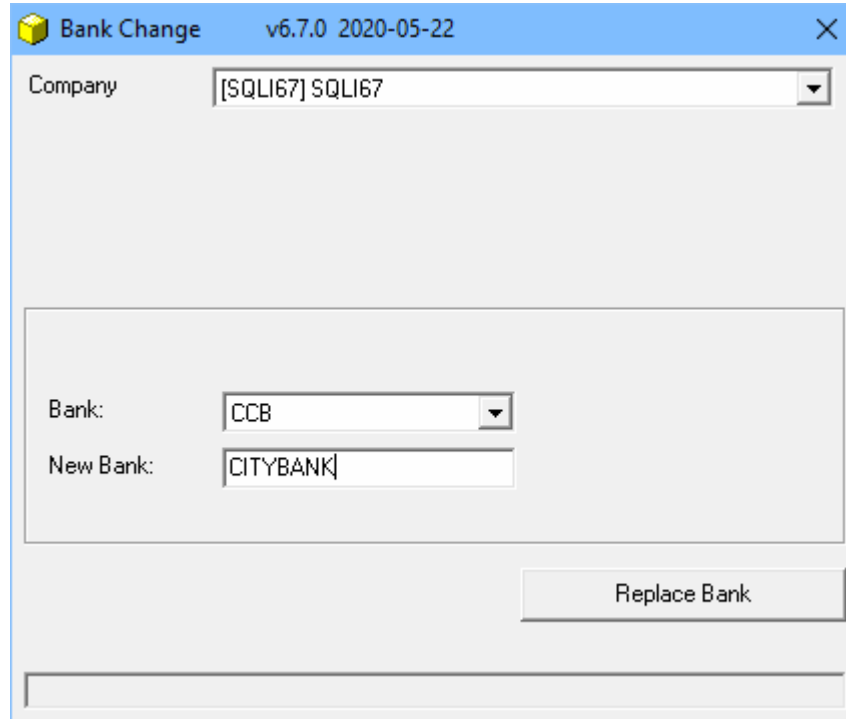 Bank Change v6.7.0 2020-05-22
Company [SQLI67] SQLI67
Bank: CCB
New Bank: CITYBANK
Replace Bank